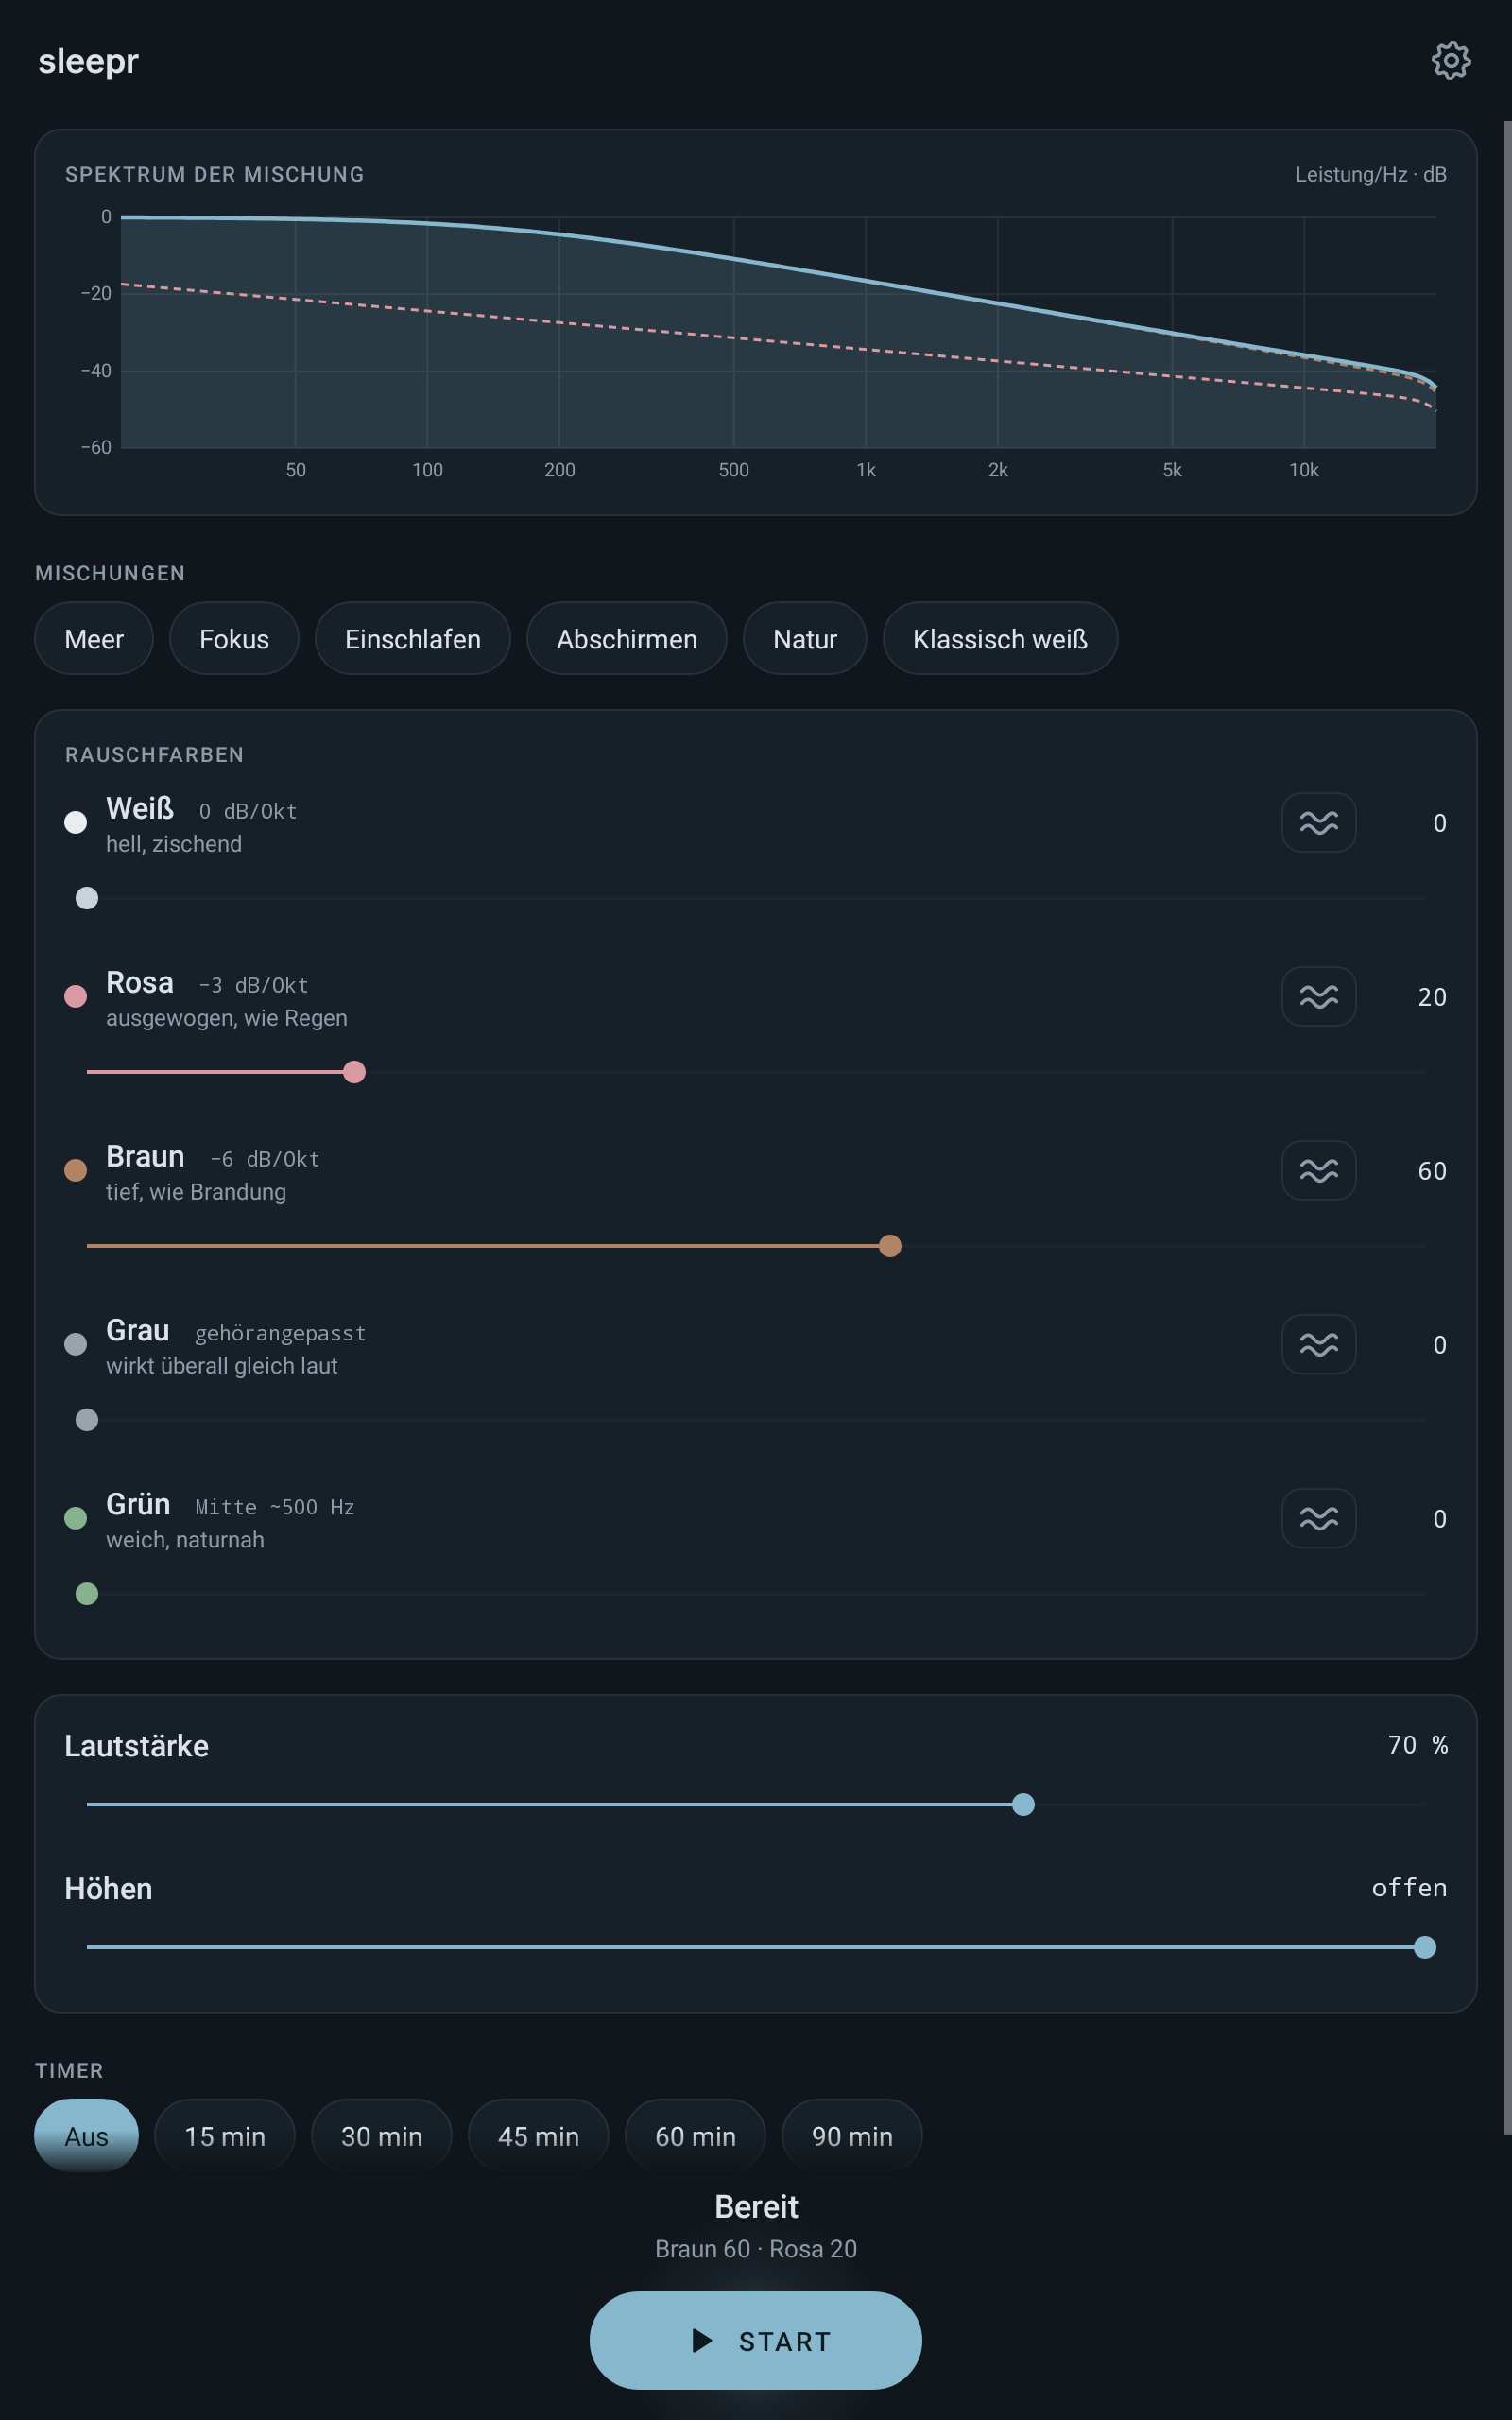 sleepr
SPEKTRUM DER MISCHUNG
Leistung/Hz · dB
0
−20
−40
−60
50 100 200 500 1k 2k 5k 10k
MISCHUNGEN
Meer Fokus Einschlafen Abschirmen Natur Klassisch weiß
RAUSCHFARBEN
Weiß 0 dB/Okt
hell, zischend
0
Rosa −3 dB/Okt
ausgewogen, wie Regen
20
Braun −6 dB/Okt
tief, wie Brandung
60
Grau gehörangepasst
wirkt überall gleich laut
0
Grün Mitte ~500 Hz
weich, naturnah
0
Lautstärke 70 %
Höhen offen
TIMER
Aus 15 min 30 min 45 min 60 min 90 min
Bereit
Braun 60 · Rosa 20
START